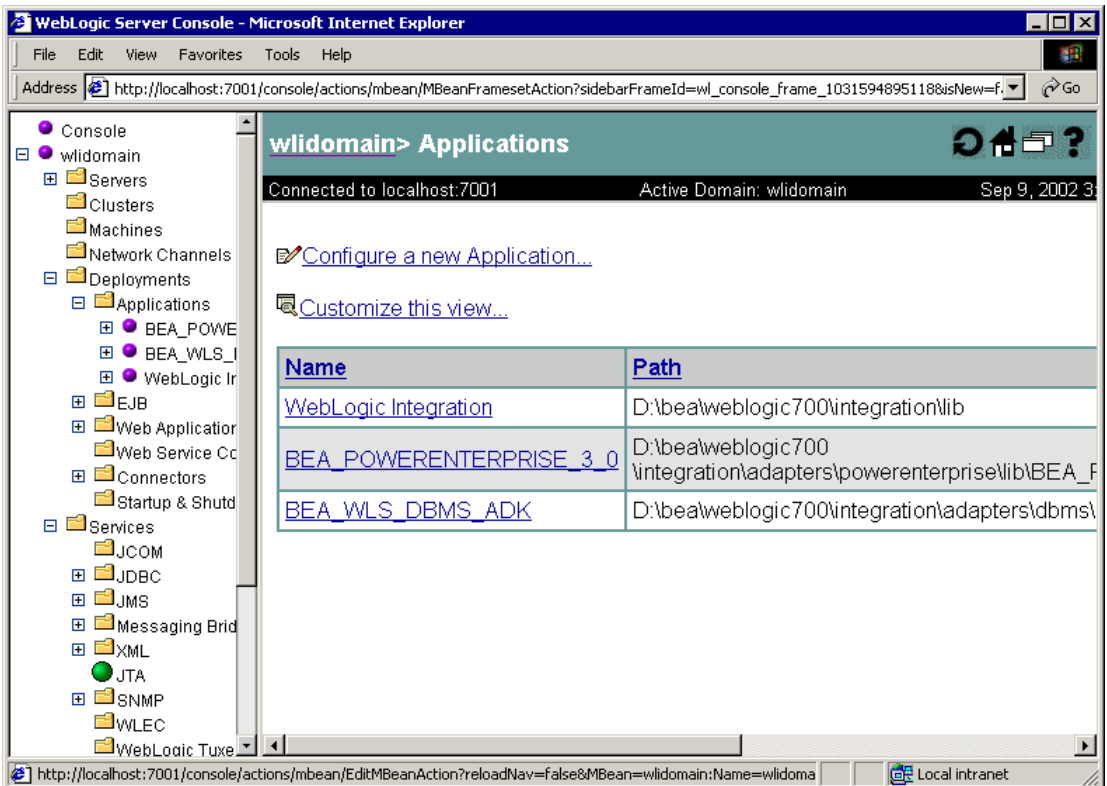 WebLogic Server Console - Microsoft Internet Explorer
File Edit View Favorites Tools Help
Address http://localhost:7001/console/actions/mbean/MBeanFramesetAction?sidebarFrameId=wl_console_frame_1031594895118&isNew=f Go
Console
wlidomain
Servers
Clusters
Machines
Network Channels
Deployments
Applications
BEA_POWE
BEA_WLS_
WebLogic Ir
EJB
Web Applicatior
Web Service Co
Connectors
Startup & Shutd
Services
JCOM
JDBC
JMS
Messaging Brid
XML
JTA
SNMP
WLEC
WebLogic Tuxe
wlidomain> Applications
Connected to localhost:7001 Active Domain: wlidomain Sep 9, 2002 3:
Configure a new Application...
Customize this view...
Name Path
WebLogic Integration D:\bea\weblogic700\integration\lib
BEA_POWERENTERPRISE_3_0 D:\bea\weblogic700
\integration\adapters\powerenterprise\lib\BEA_F
BEA_WLS_DBMS_ADK D:\bea\weblogic700\integration\adapters\dbms\
http://localhost:7001/console/actions/mbean/EditMBeanAction?reloadNav=false&MBean=wlidomain:Name=wlidoma Local intranet